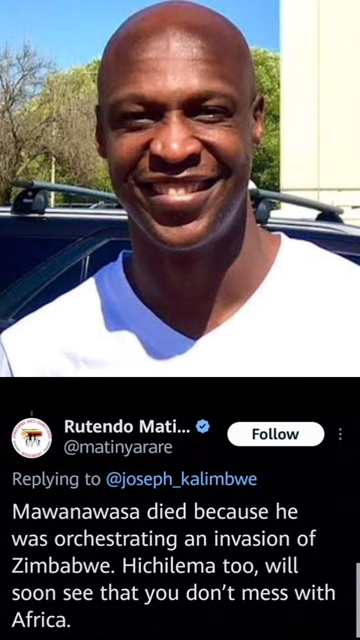 Rutendo Mati...
@matinyarare
Follow
Replying to @joseph_kalimbwe
Mawanawasa died because he
was orchestrating an invasion of
Zimbabwe. Hichilema too, will
soon see that you don’t mess with
Africa.